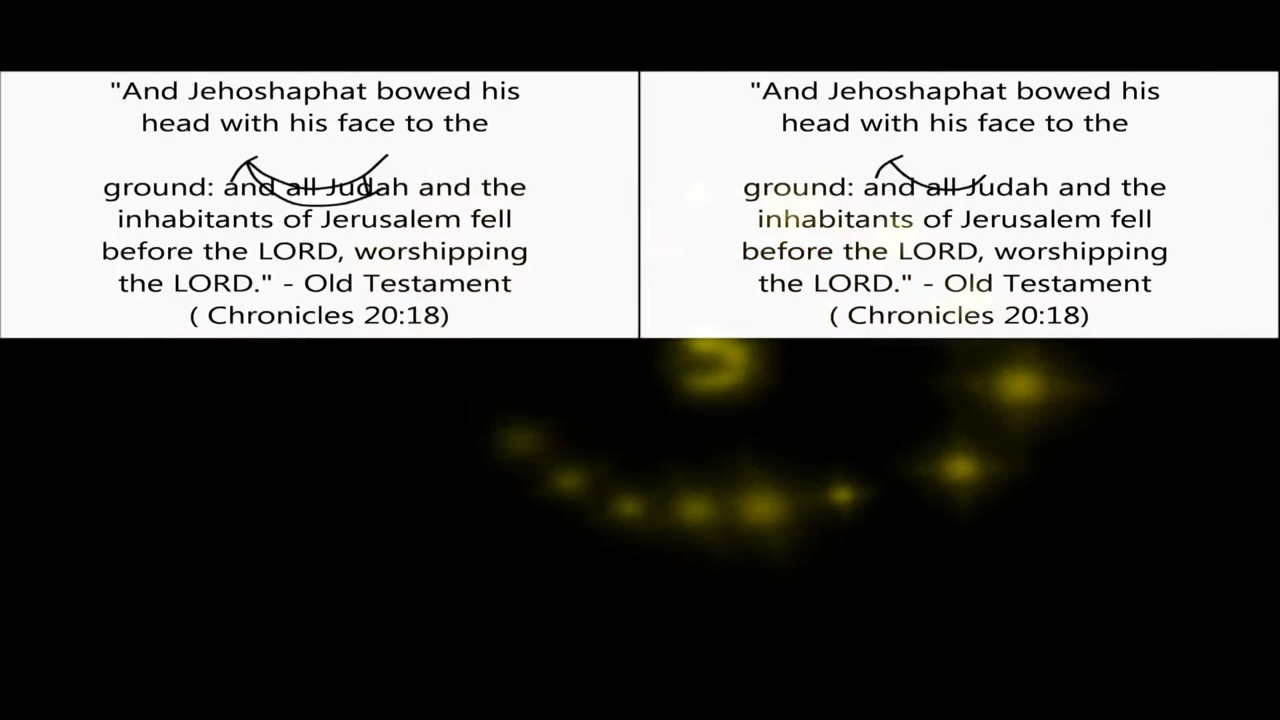 "And Jehoshaphat bowed his
head with his face to the
ground: and all Judah and the
inhabitants of Jerusalem fell
before the LORD, worshipping
the LORD." - Old Testament
( Chronicles 20:18)
"And Jehoshaphat bowed his
head with his face to the
ground: and all Judah and the
inhabitants of Jerusalem fell
before the LORD, worshipping
the LORD." - Old Testament
( Chronicles 20:18)